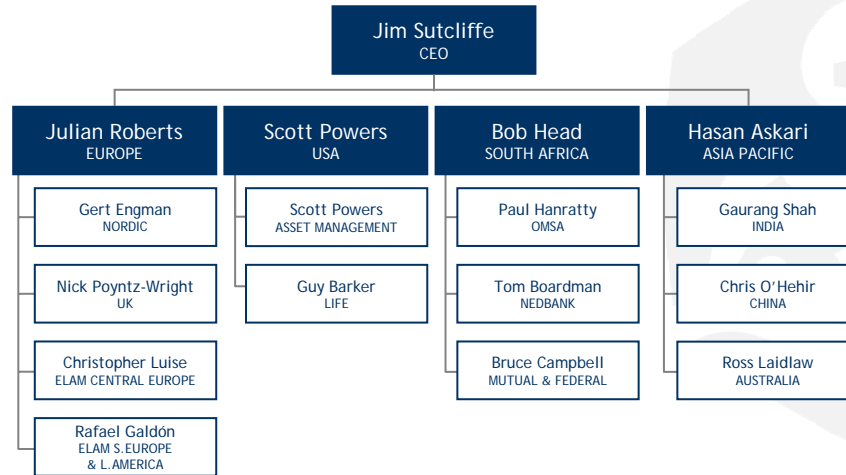 Jim Sutcliffe
CEO
Julian Roberts
EUROPE
Scott Powers
USA
Bob Head
SOUTH AFRICA
Hasan Askari
ASIA PACIFIC
Gert Engman
NORDIC
Scott Powers
ASSET MANAGEMENT
Paul Hanratty
OMSA
Gaurang Shah
INDIA
Nick Poyntz-Wright
UK
Guy Barker
LIFE
Tom Boardman
NEDBANK
Chris O'Hehir
CHINA
Christopher Luise
ELAM CENTRAL EUROPE
Bruce Campbell
MUTUAL & FEDERAL
Ross Laidlaw
AUSTRALIA
Rafael Galdón
ELAM S.EUROPE
& L.AMERICA